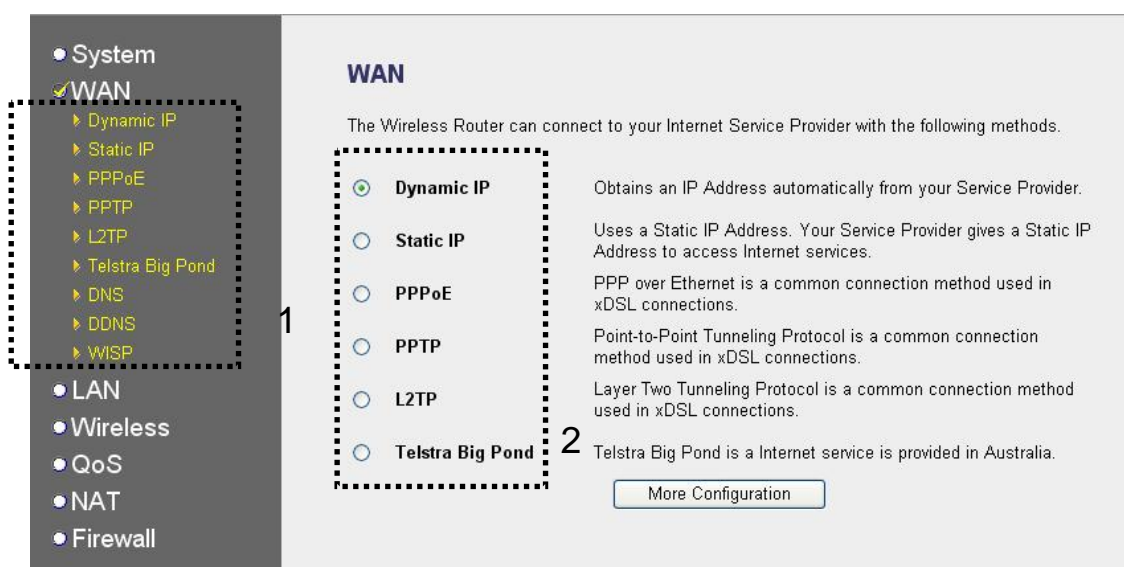 System
WAN
Dynamic IP
Static IP
PPPoE
PPTP
L2TP
Telstra Big Pond
DNS
DDNS
WISP
1
LAN
Wireless
QoS
NAT
Firewall
WAN
The Wireless Router can connect to your Internet Service Provider with the following methods.
Dynamic IP
Obtains an IP Address automatically from your Service Provider.
Static IP
Uses a Static IP Address. Your Service Provider gives a Static IP
Address to access Internet services.
PPPoE
PPP over Ethernet is a common connection method used in
xDSL connections.
PPTP
Point-to-Point Tunneling Protocol is a common connection
method used in xDSL connections.
L2TP
Layer Two Tunneling Protocol is a common connection method
used in xDSL connections.
Telstra Big Pond
2
Telstra Big Pond is a Internet service is provided in Australia.
More Configuration